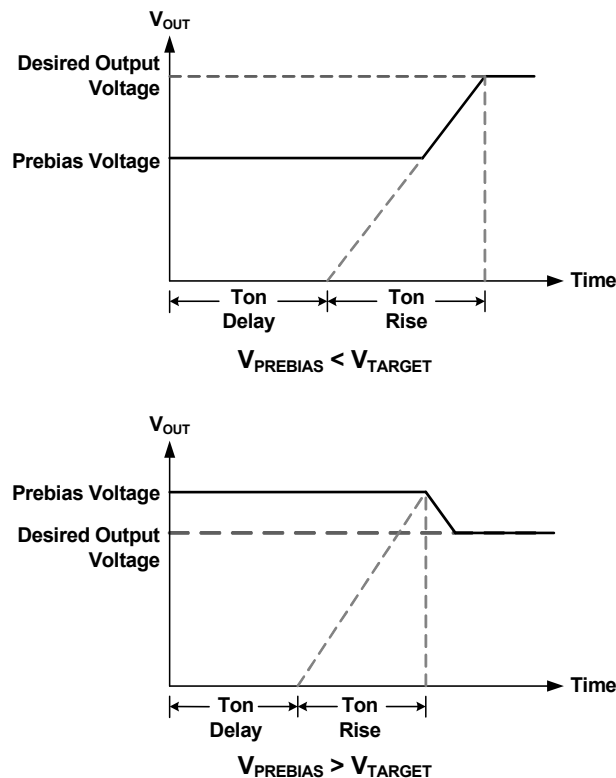 VOUT
Desired Output
Voltage
Prebias Voltage
Time
Ton
Delay
Ton
Rise
VPREBIAS < VTARGET
VOUT
Prebias Voltage
Desired Output
Voltage
Time
Ton
Delay
Ton
Rise
VPREBIAS > VTARGET